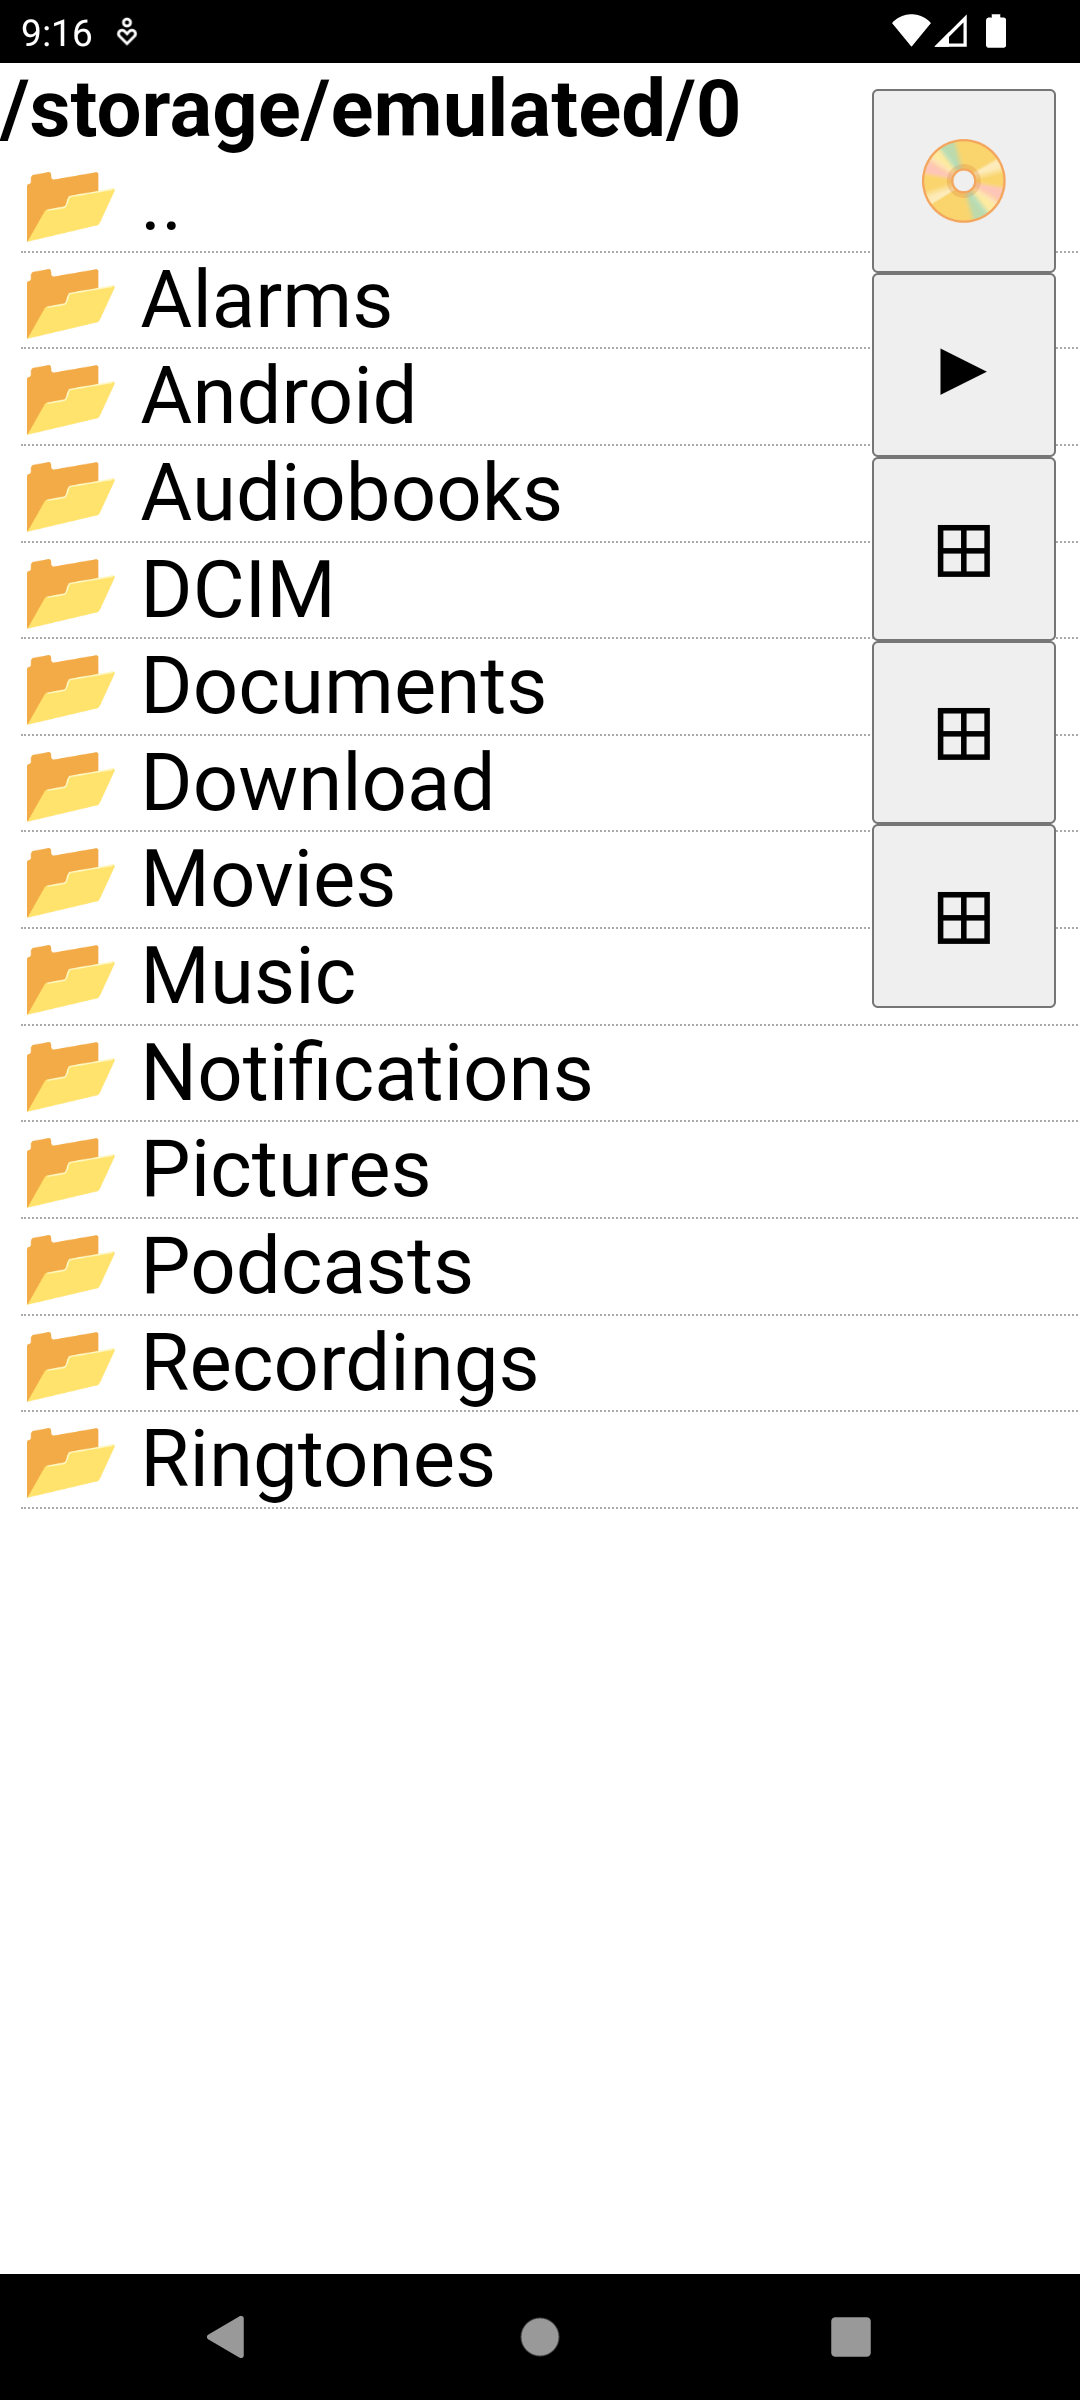 9:16
/storage/emulated/0
..
Alarms
Android
Audiobooks
DCIM
Documents
Download
Movies
Music
Notifications
Pictures
Podcasts
Recordings
Ringtones